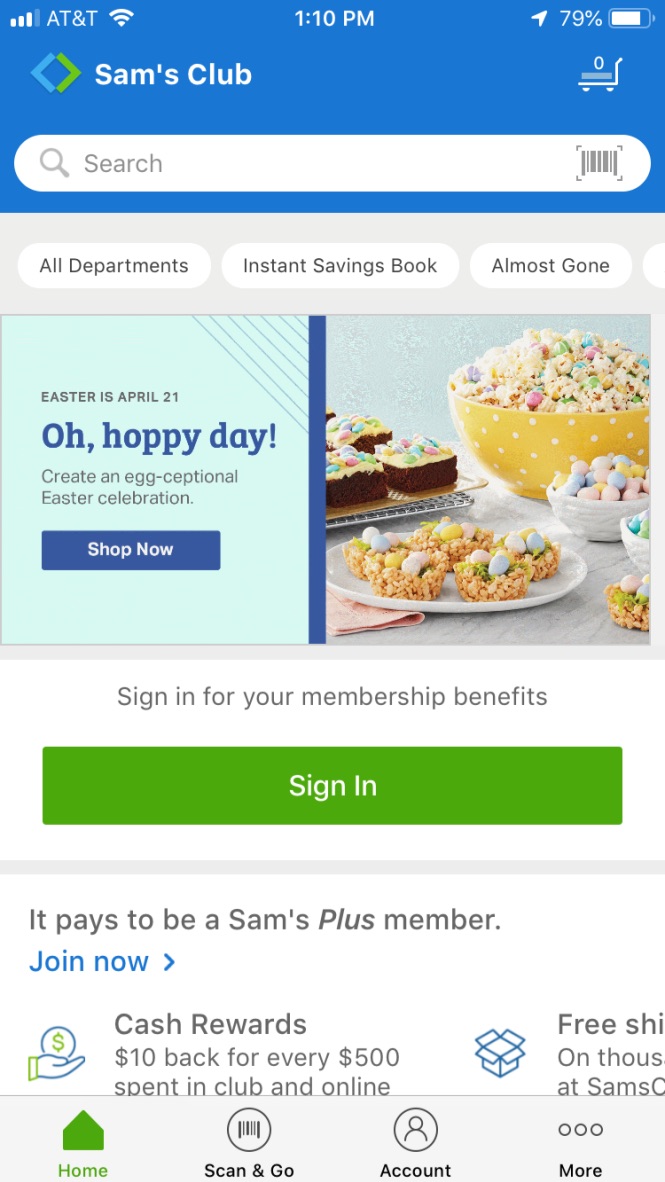 AT&T 1:10 PM 79%
Sam's Club 0
Search
All Departments Instant Savings Book Almost Gone
EASTER IS APRIL 21
Oh, hoppy day!
Create an egg-ceptional
Easter celebration.
Shop Now
Sign in for your membership benefits
Sign In
It pays to be a Sam's Plus member.
Join now >
Cash Rewards
$10 back for every $500
spent in club and online
Free shi
On thous
at SamsC
Home Scan & Go Account More